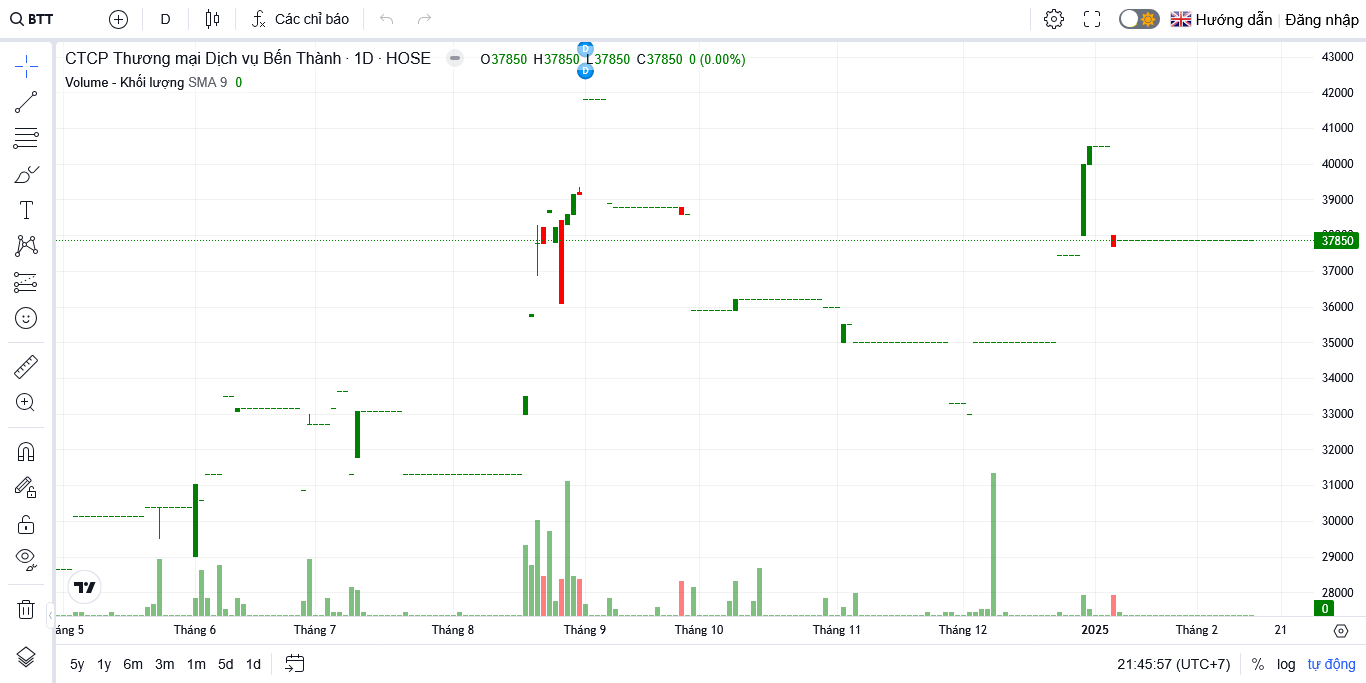 BTT D Các chỉ báo Hướng dẫn Đăng nhập
CTCP Thương mại Dịch vụ Bến Thành · 1D · HOSE O37850 H37850 L37850 C37850 0 (0.00%)
Volume - Khối lượng SMA 9 0
D
D
43000
42000
41000
40000
39000
37850
37000
36000
35000
34000
33000
32000
31000
30000
29000
28000
0
áng 5 Tháng 6 Tháng 7 Tháng 8 Tháng 9 Tháng 10 Tháng 11 Tháng 12 2025 Tháng 2 21
5y 1y 6m 3m 1m 5d 1d 21:45:57 (UTC+7) % log tự động